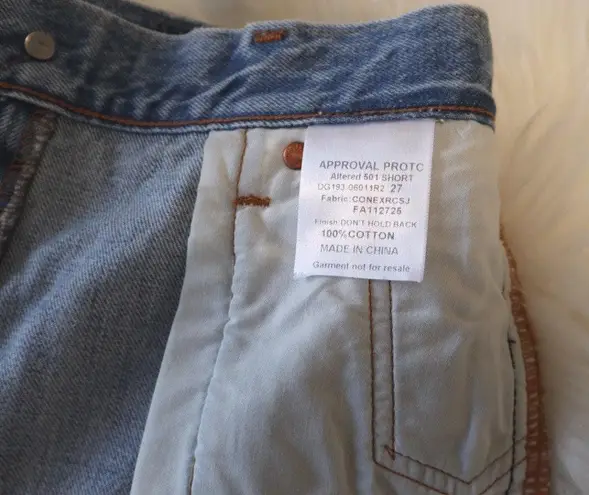 APPROVAL PROTO
Altered 501 SHORT
DG193-06011R2 27
Fabric:CONEXRCSJ
FA112725
Finish:DON'T HOLD BACK
100%COTTON
MADE IN CHINA
Garment not for resale